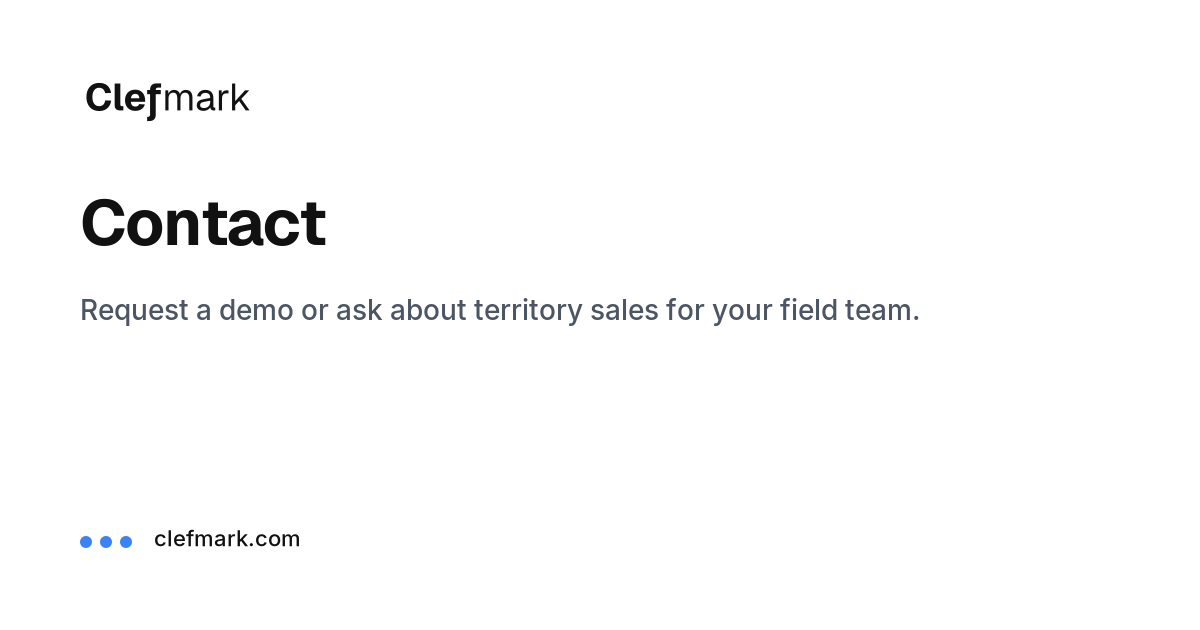 Clefmark
Contact
Request a demo or ask about territory sales for your field team.
clefmark.com